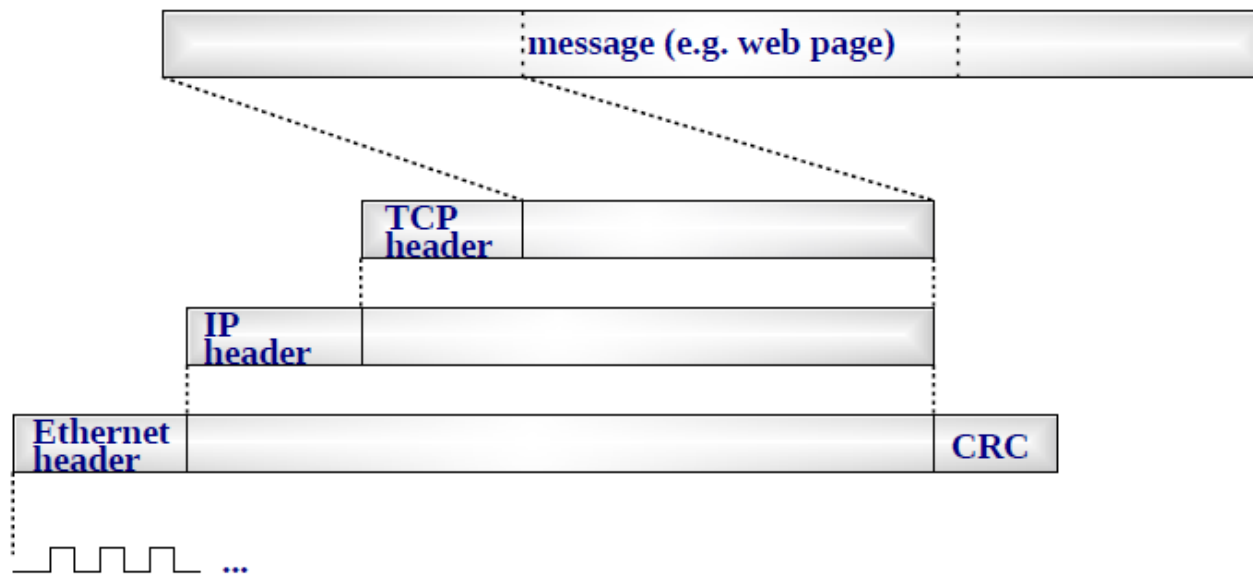 message (e.g. web page)
TCP
header
IP
header
Ethernet
header
CRC
...